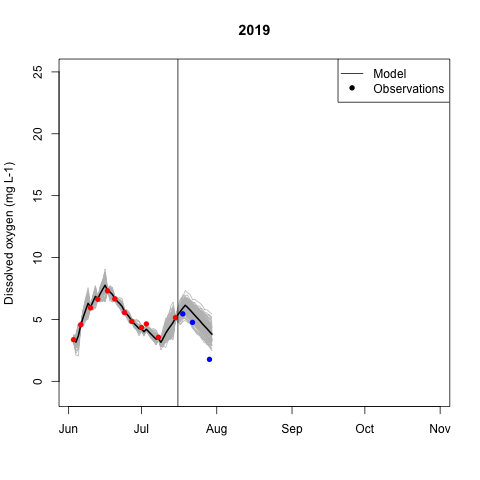 2019
Dissolved oxygen (mg L-1)
25
20
15
10
5
0
Model
Observations
Jun Jul Aug Sep Oct Nov